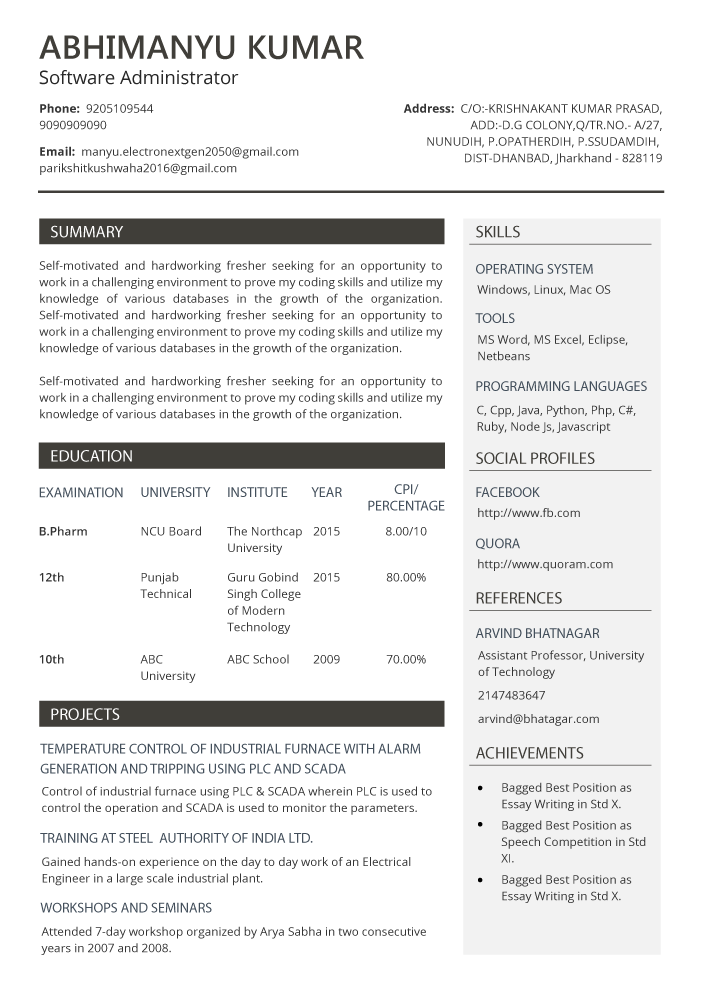 ABHIMANYU KUMAR
Software Administrator
Phone: 9205109544
9090909090
Email: manyu.electronextgen2050@gmail.com
parikshitkushwaha2016@gmail.com
Address: C/O:-KRISHNAKANT KUMAR PRASAD,
ADD:-D.G COLONY,Q/TR.NO.- A/27,
NUNUDIH, P.OPATHERDIH, P.SSUDAMDIH,
DIST-DHANBAD, Jharkhand - 828119
SUMMARY
Self-motivated and hardworking fresher seeking for an opportunity to
work in a challenging environment to prove my coding skills and utilize my
knowledge of various databases in the growth of the organization.
Self-motivated and hardworking fresher seeking for an opportunity to
work in a challenging environment to prove my coding skills and utilize my
knowledge of various databases in the growth of the organization.
Self-motivated and hardworking fresher seeking for an opportunity to
work in a challenging environment to prove my coding skills and utilize my
knowledge of various databases in the growth of the organization.
EDUCATION
EXAMINATION UNIVERSITY INSTITUTE YEAR CPI/
PERCENTAGE
B.Pharm NCU Board The Northcap 2015 8.00/10
University
12th Punjab Guru Gobind 2015 80.00%
Technical Singh College
of Modern
Technology
10th ABC ABC School 2009 70.00%
University
PROJECTS
TEMPERATURE CONTROL OF INDUSTRIAL FURNACE WITH ALARM
GENERATION AND TRIPPING USING PLC AND SCADA
Control of industrial furnace using PLC & SCADA wherein PLC is used to
control the operation and SCADA is used to monitor the parameters.
TRAINING AT STEEL AUTHORITY OF INDIA LTD.
Gained hands-on experience on the day to day work of an Electrical
Engineer in a large scale industrial plant.
WORKSHOPS AND SEMINARS
Attended 7-day workshop organized by Arya Sabha in two consecutive
years in 2007 and 2008.
SKILLS
OPERATING SYSTEM
Windows, Linux, Mac OS
TOOLS
MS Word, MS Excel, Eclipse,
Netbeans
PROGRAMMING LANGUAGES
C, Cpp, Java, Python, Php, C#,
Ruby, Node Js, Javascript
SOCIAL PROFILES
FACEBOOK
http://www.fb.com
QUORA
http://www.quoram.com
REFERENCES
ARVIND BHATNAGAR
Assistant Professor, University
of Technology
2147483647
arvind@bhatagar.com
ACHIEVEMENTS
• Bagged Best Position as
Essay Writing in Std X.
• Bagged Best Position as
Speech Competition in Std
XI.
• Bagged Best Position as
Essay Writing in Std X.